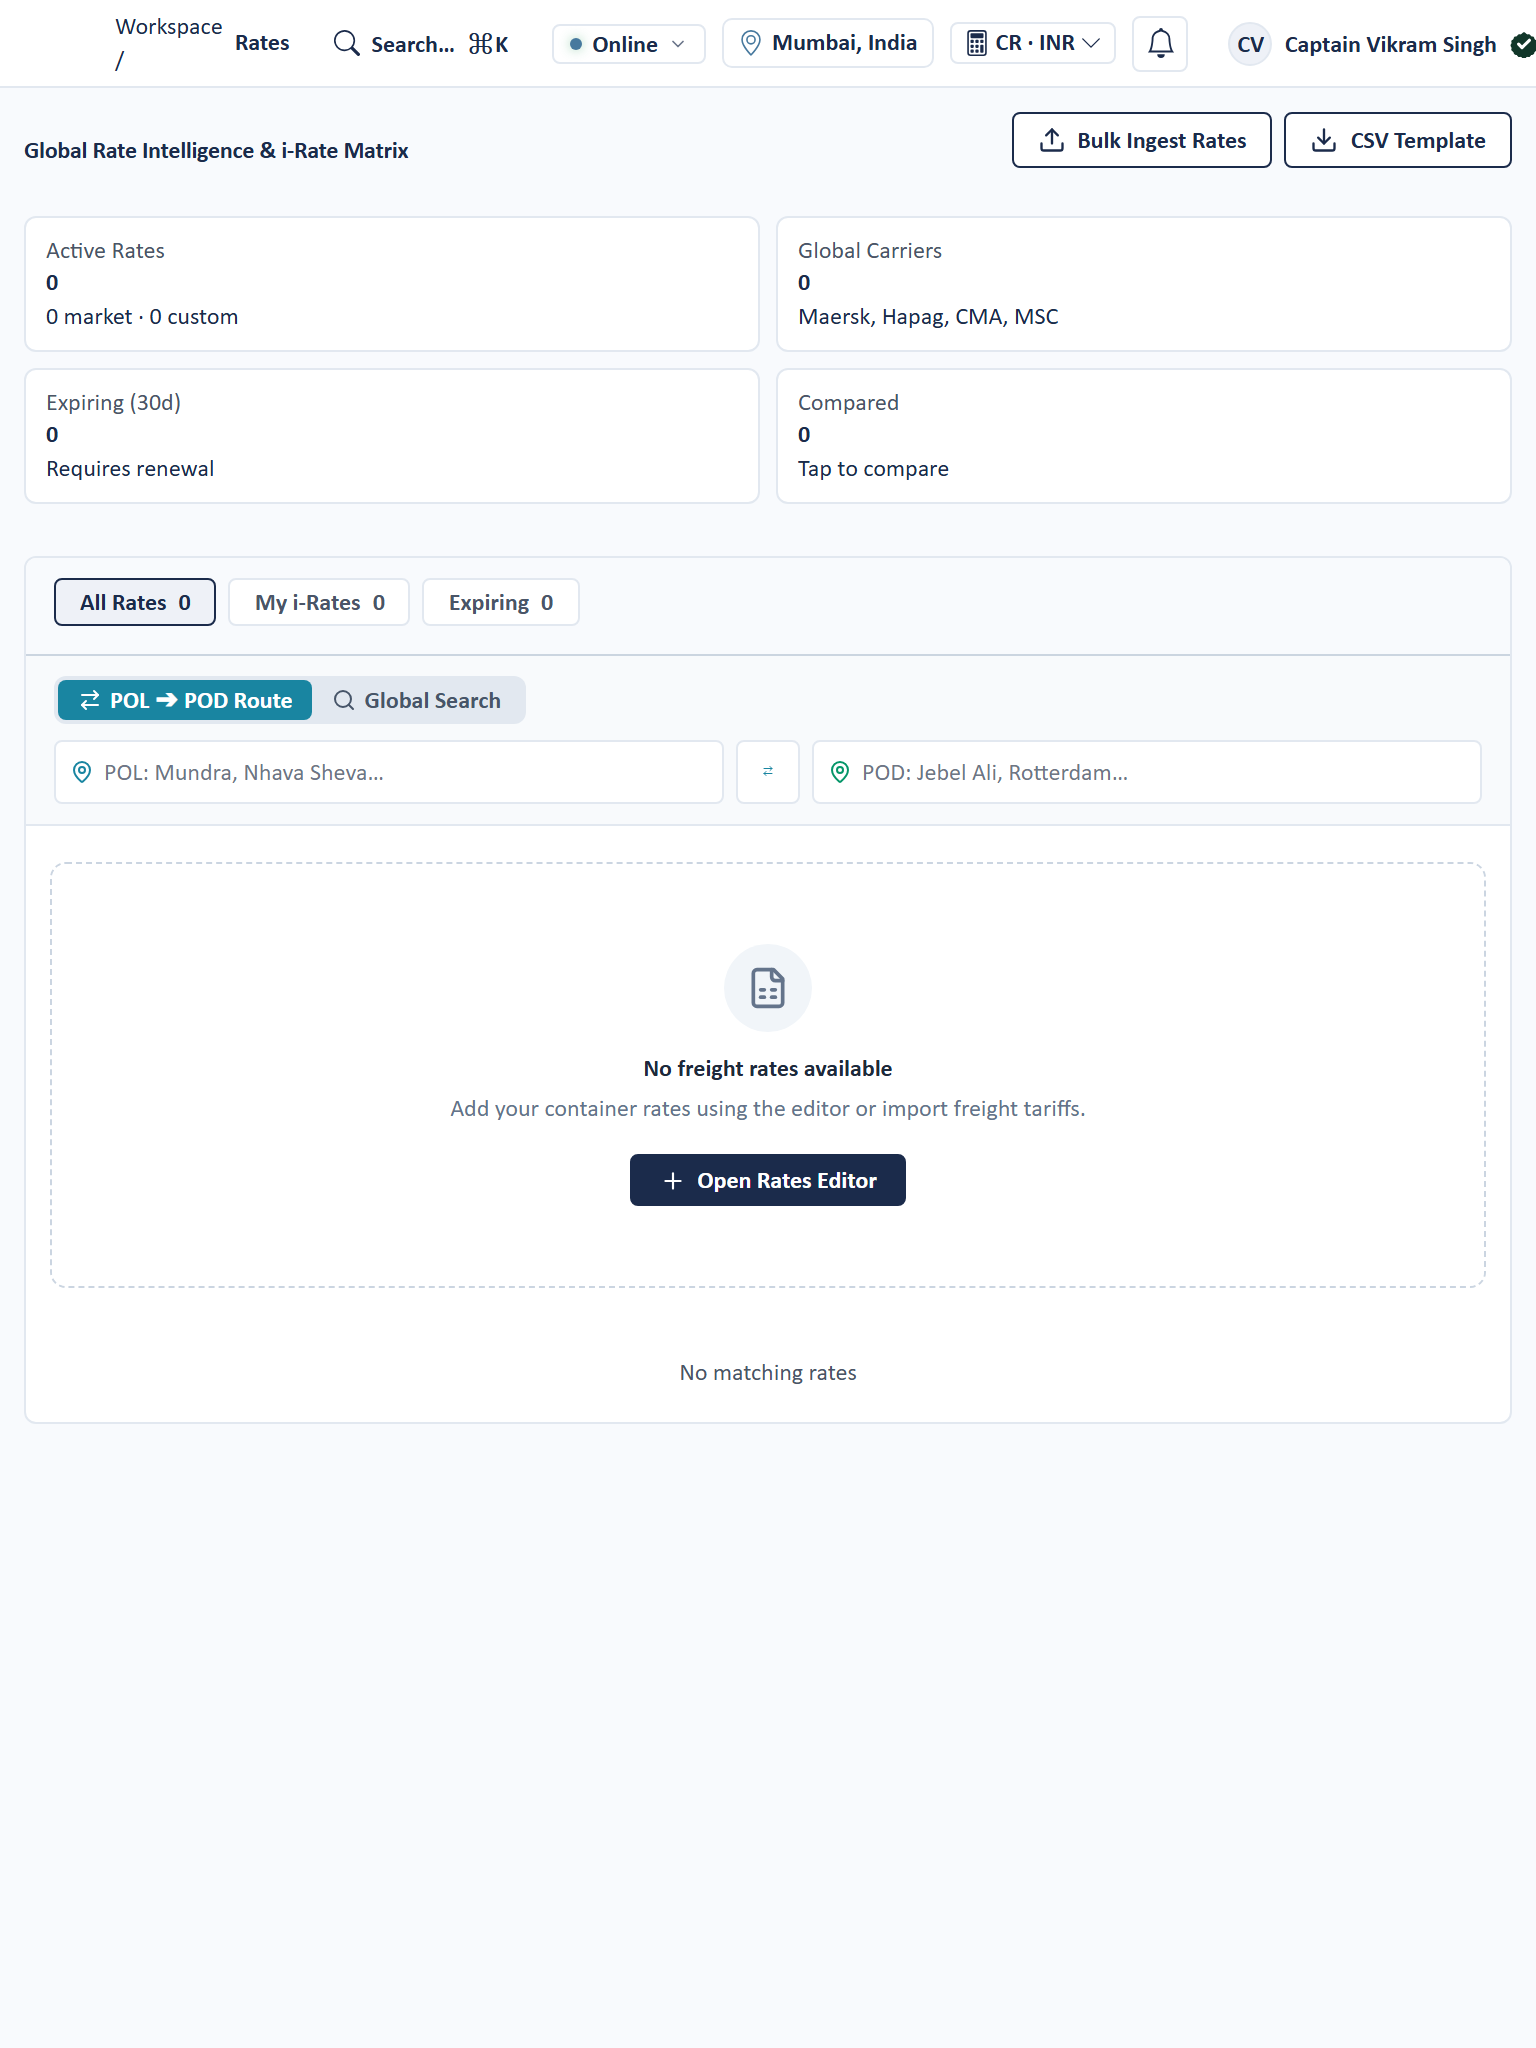 Workspace
/
Rates
Search... ⌘K
Online
Mumbai, India
CR · INR
CV
Captain Vikram Singh
Global Rate Intelligence & i-Rate Matrix
Bulk Ingest Rates
CSV Template
Active Rates
0
0 market · 0 custom
Global Carriers
0
Maersk, Hapag, CMA, MSC
Expiring (30d)
0
Requires renewal
Compared
0
Tap to compare
All Rates 0
My i-Rates 0
Expiring 0
POL ➔ POD Route
Global Search
POL: Mundra, Nhava Sheva...
POD: Jebel Ali, Rotterdam...
No freight rates available
Add your container rates using the editor or import freight tariffs.
Open Rates Editor
No matching rates